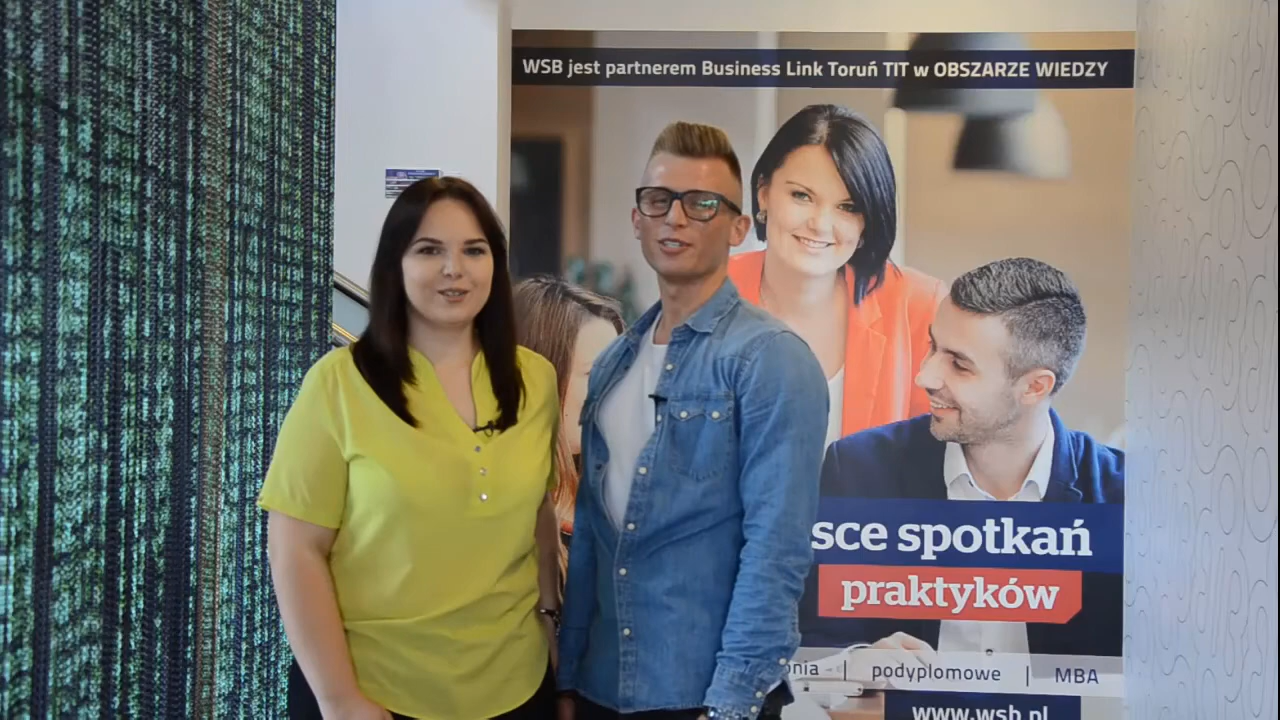 WSB jest partnerem Business Link Toruń TIT w OBSZARZE WIEDZY
sce spotkań
praktyków
nia | podyplomowe | MBA
www.wsb.pl